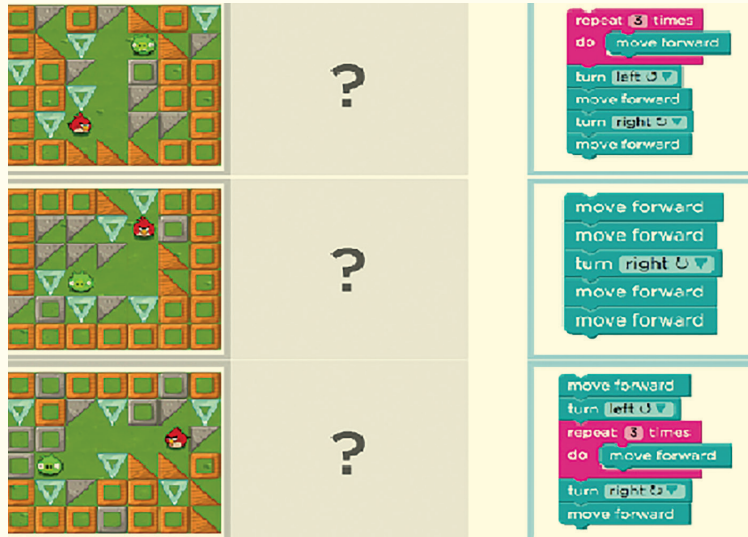 ?
repeat 3 times
do move forward
turn left ↺ ▼
move forward
turn right ↻ ▼
move forward
?
move forward
move forward
turn right ↻ ▼
move forward
move forward
?
move forward
turn left ↺ ▼
repeat 3 times
do move forward
turn right ↻ ▼
move forward